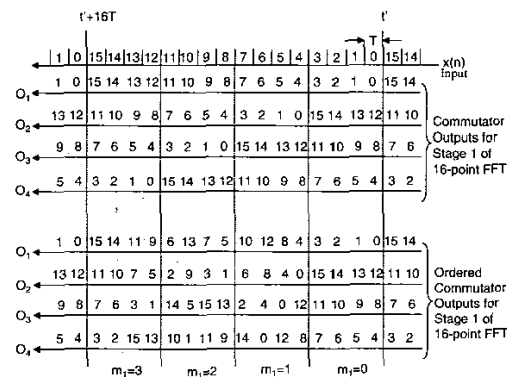 t'+16T
t'
T
1 0 15 14 13 12 11 10 9 8 7 6 5 4 3 2 1 0 15 14
x(n)
Input
1 0 15 14 13 12 11 10 9 8 7 6 5 4 3 2 1 0 15 14
O1
13 12 11 10 9 8 7 6 5 4 3 2 1 0 15 14 13 12 11 10
O2
9 8 7 6 5 4 3 2 1 0 15 14 13 12 11 10 9 8 7 6
O3
5 4 3 2 1 0 15 14 13 12 11 10 9 8 7 6 5 4 3 2
O4
Commutator
Outputs for
Stage 1 of
16-point FFT
1 0 15 14 11 9 6 13 7 5 10 12 8 4 3 2 1 0 15 14
O1
13 12 11 10 7 5 2 9 3 1 6 8 4 0 15 14 13 12 11 10
O2
9 8 7 6 3 1 14 5 15 13 2 4 0 12 11 10 9 8 7 6
O3
5 4 3 2 15 13 10 1 11 9 14 0 12 8 7 6 5 4 3 2
O4
Ordered
Commutator
Outputs for
Stage 1 of
16-point FFT
m1=3 m1=2 m1=1 m1=0